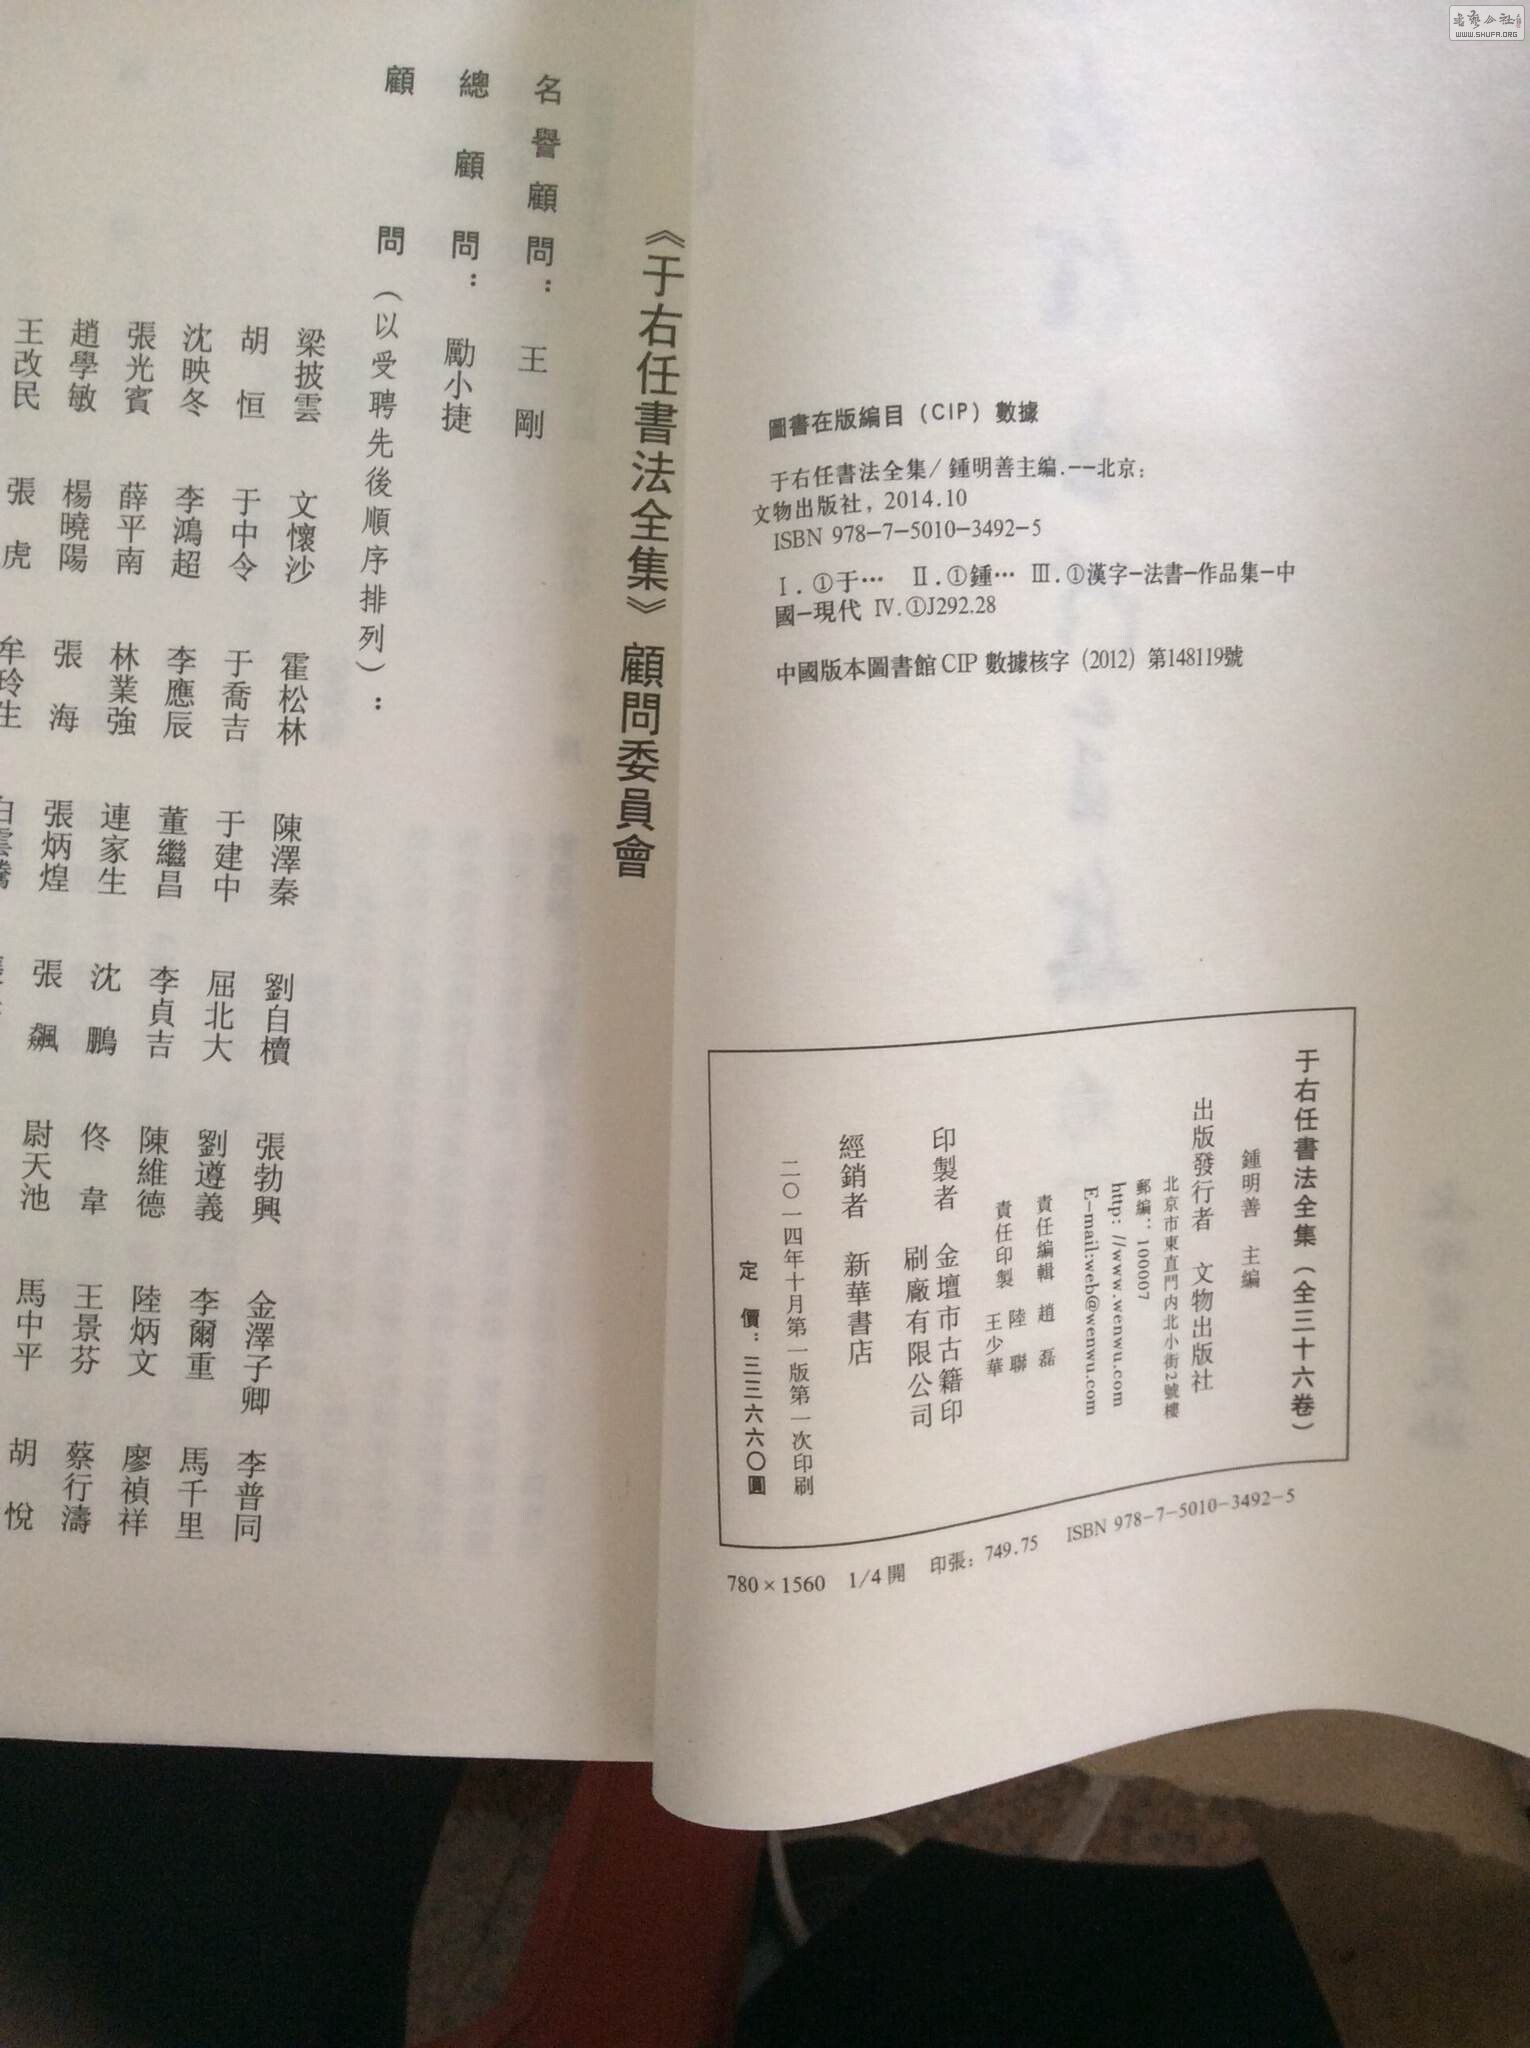 書藝公社
WWW.SHUFA.ORG
圖書在版編目（CIP）數據
于右任書法全集/鍾明善主編.--北京:
文物出版社，2014.10
ISBN 978-7-5010-3492-5
Ⅰ.①于… Ⅱ.①鍾… Ⅲ.①漢字-法書-作品集-中
國-現代 Ⅳ.①J292.28
中國版本圖書館CIP數據核字（2012）第148119號
于右任書法全集（全三十六卷）
鍾明善 主編
出版發行者 文物出版社
北京市東直門内北小街2號樓
郵編：100007
http: //www.wenwu.com
E-mail:web@wenwu.com
責任編輯 趙磊
陸聯
責任印製 王少華
印製者 金壇市古籍印
刷廠有限公司
經銷者 新華書店
二〇一四年十月第一版第一次印刷
定價：三三六六〇圓
780×1560 1/4開 印張：749.75 ISBN 978-7-5010-3492-5
《于右任書法全集》顧問委員會
名譽顧問：王剛
總顧問：勵小捷
顧問（以受聘先後順序排列）：
梁披雲 文懷沙 霍松林 陳澤秦 劉自櫝 張勃興 金澤子卿 李普同
胡恒 于中令 于喬吉 于建中 屈北大 劉遵義 李爾重 馬千里
沈映冬 李鴻超 李應辰 董繼昌 李貞吉 陳維德 陸炳文 廖禎祥
張光賓 薛平南 林業強 連家生 沈鵬 佟韋 王景芬 蔡行濤
趙學敏 楊曉陽 張海 張炳煌 張飆 尉天池 馬中平 胡悅
王改民 張虎 牟玲生 白雲騰